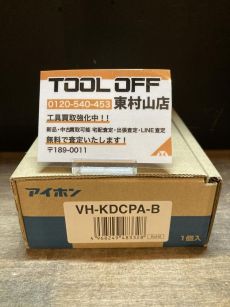 TOOL OFF
0120-540-453 東村山店
工具買取強化中!!
新品・中古買取可能 宅配査定・出張査定・LINE査定
無料で査定いたします!
〒189-0011
アイホン
VH-KDCPA-B
1個入